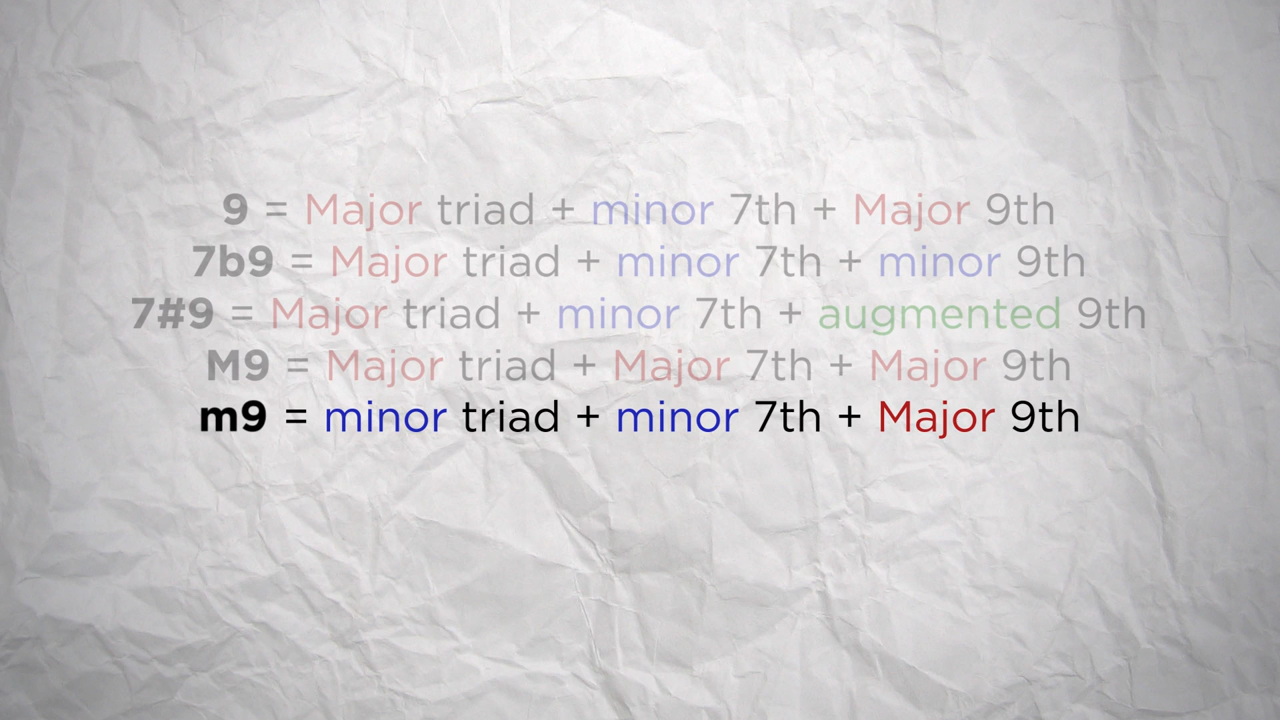 9 = Major triad + minor 7th + Major 9th
7b9 = Major triad + minor 7th + minor 9th
7#9 = Major triad + minor 7th + augmented 9th
M9 = Major triad + Major 7th + Major 9th
m9 = minor triad + minor 7th + Major 9th